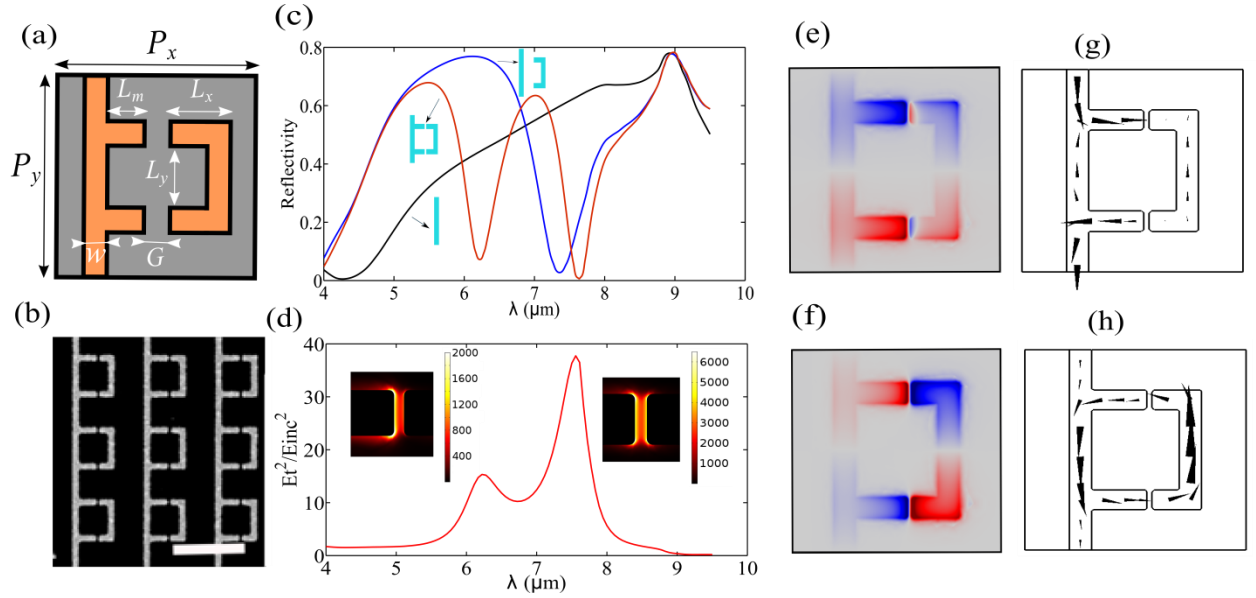 (a)
P_x
L_m
L_x
P_y
L_y
W
G
(b)
(c)
Reflectivity
0.8
0.6
0.4
0.2
0
4
5
6
7
8
9
10
λ (μm)
(d)
Et²/Einc²
40
30
20
10
0
2000
1600
1200
800
400
6000
5000
4000
3000
2000
1000
4
5
6
7
8
9
10
λ (μm)
(e)
(g)
(f)
(h)